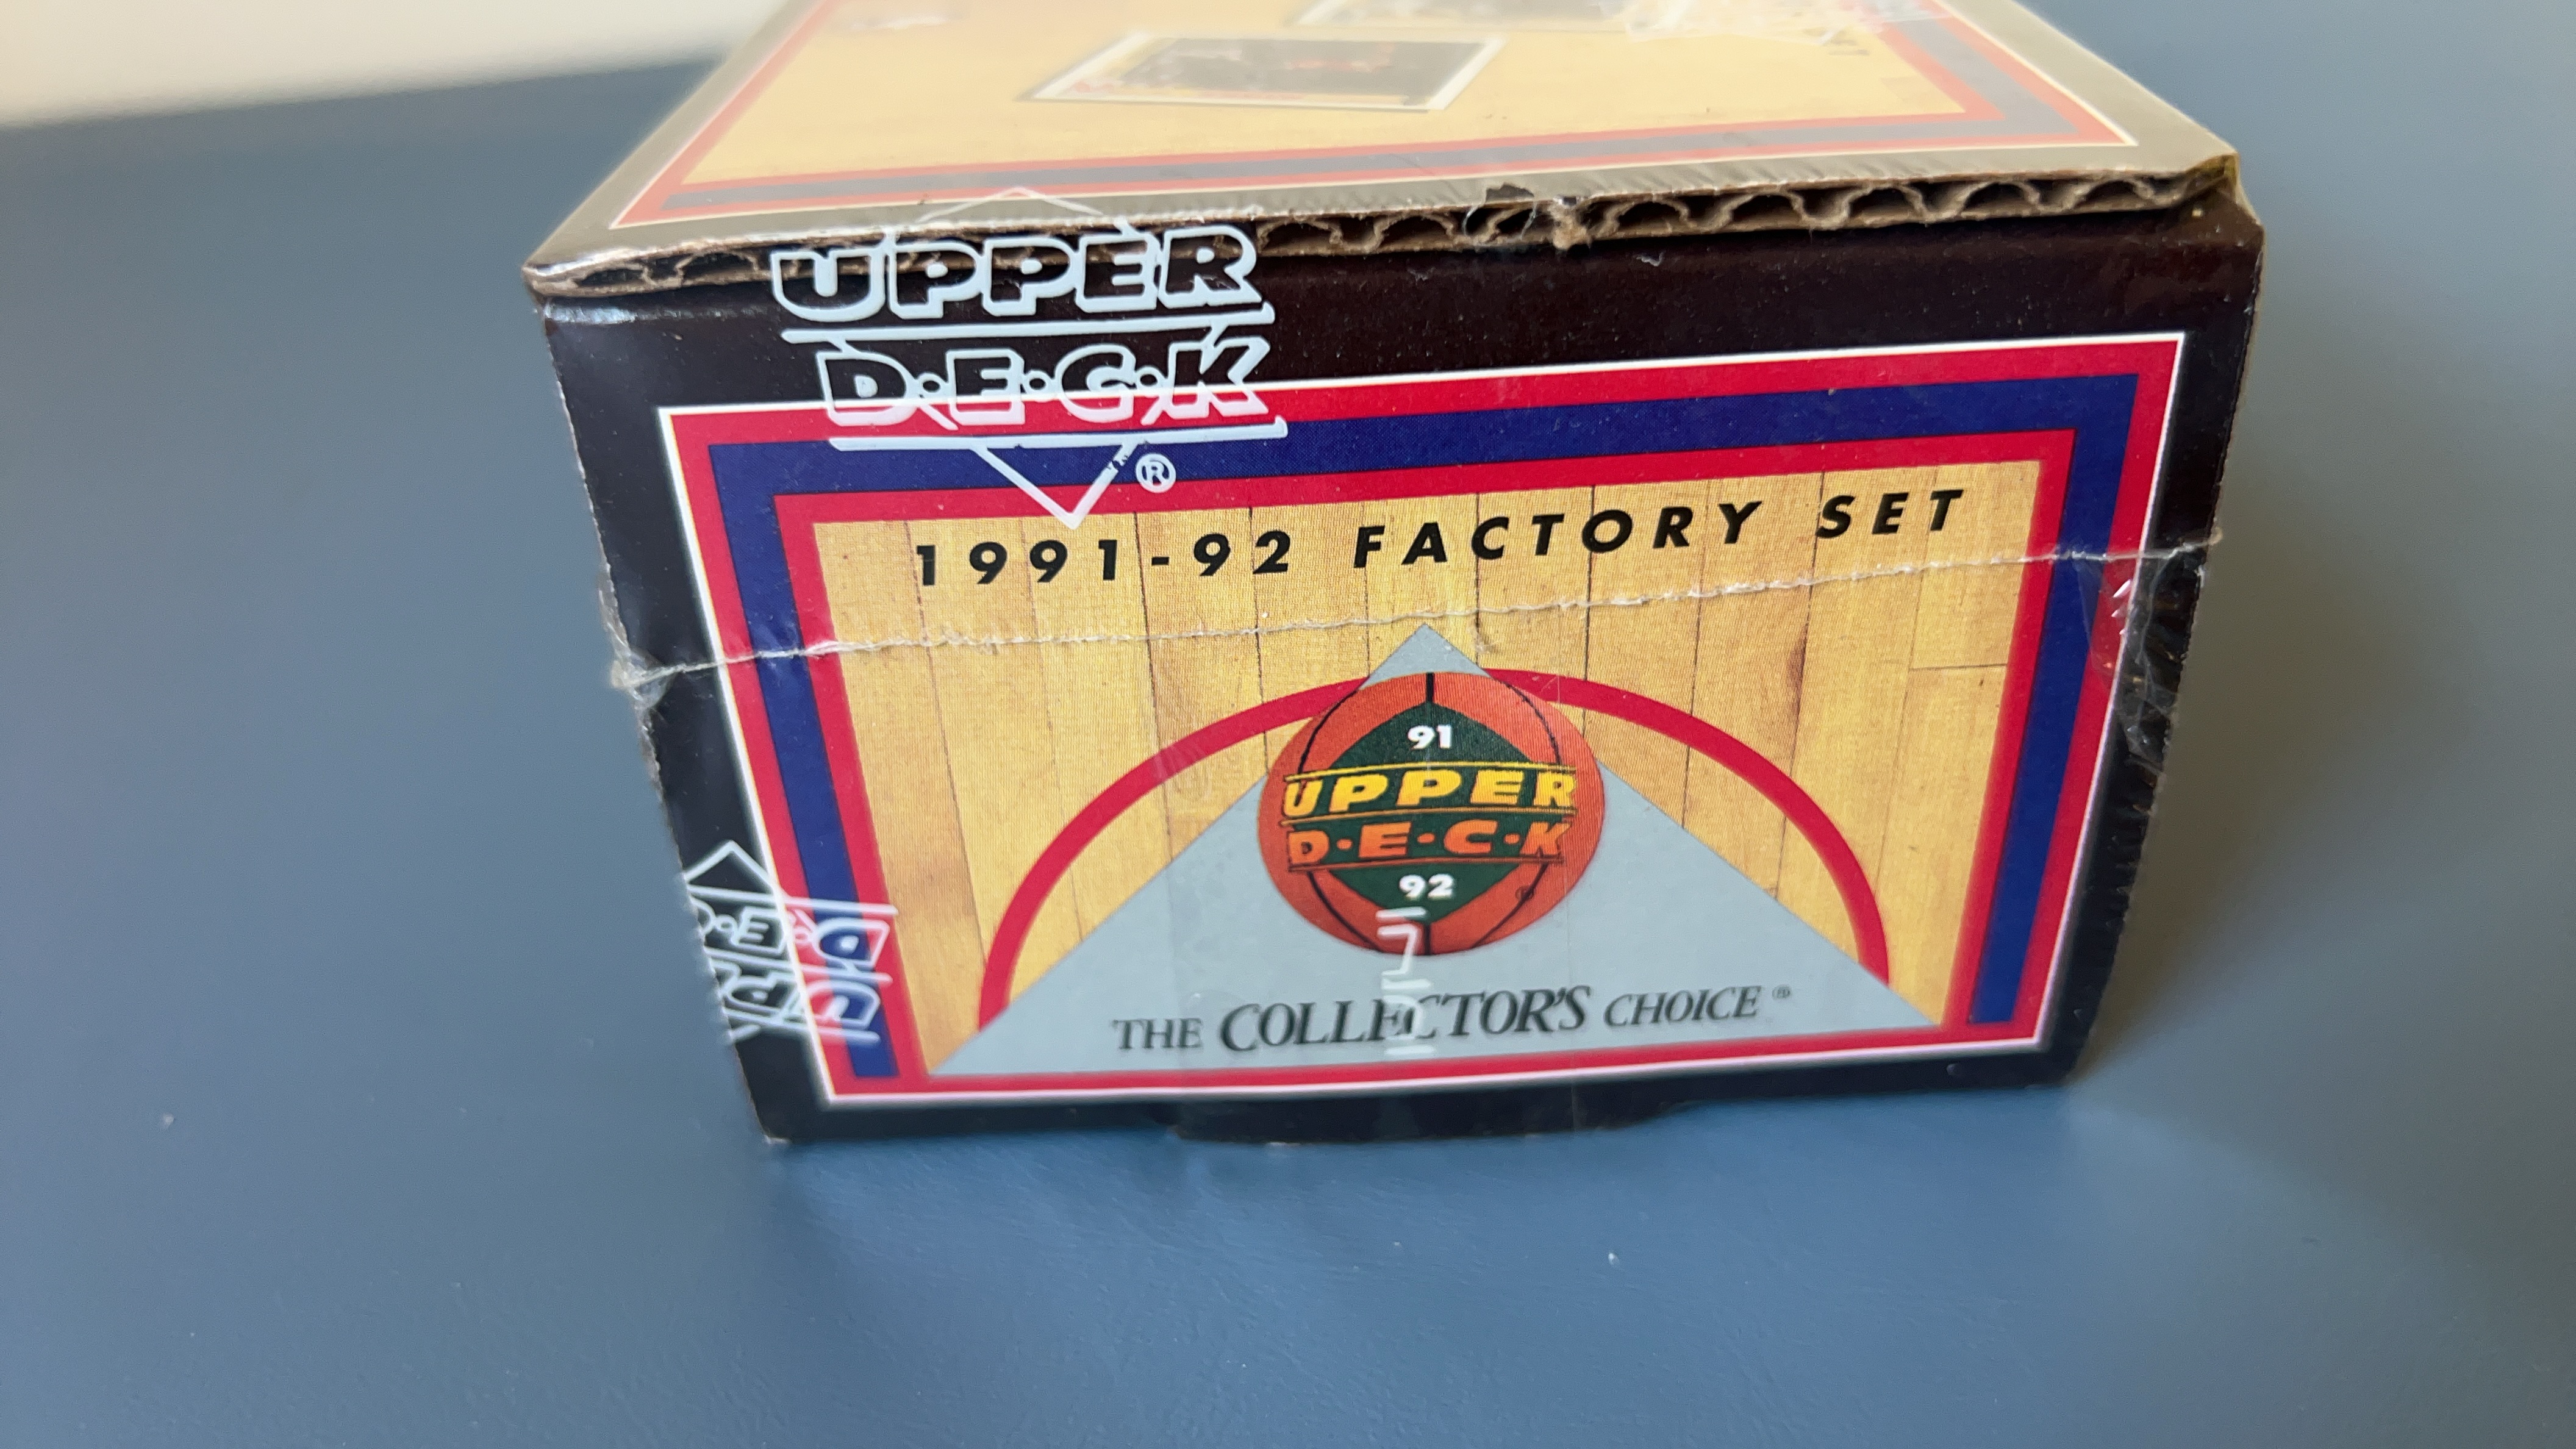 UPPER
D·E·C·K
®
1991-92 FACTORY SET
91
UPPER
D·E·C·K
92
THE COLLECTOR'S CHOICE ®